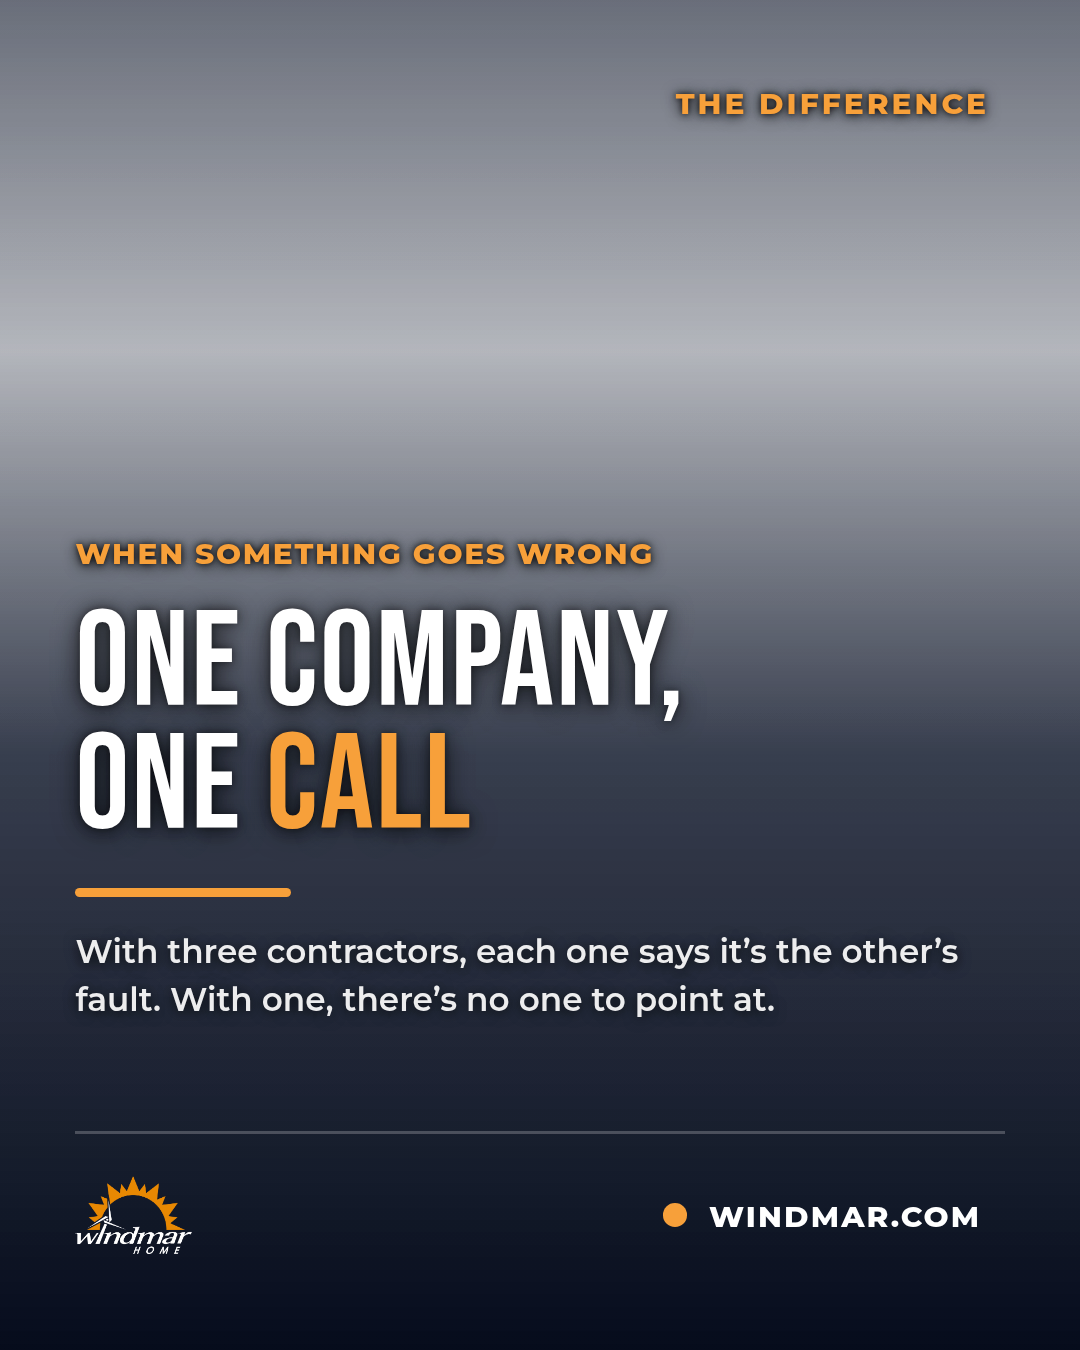 THE DIFFERENCE
WHEN SOMETHING GOES WRONG
ONE COMPANY,
ONE CALL
With three contractors, each one says it’s the other’s
fault. With one, there’s no one to point at.
windmar
HOME
WINDMAR.COM